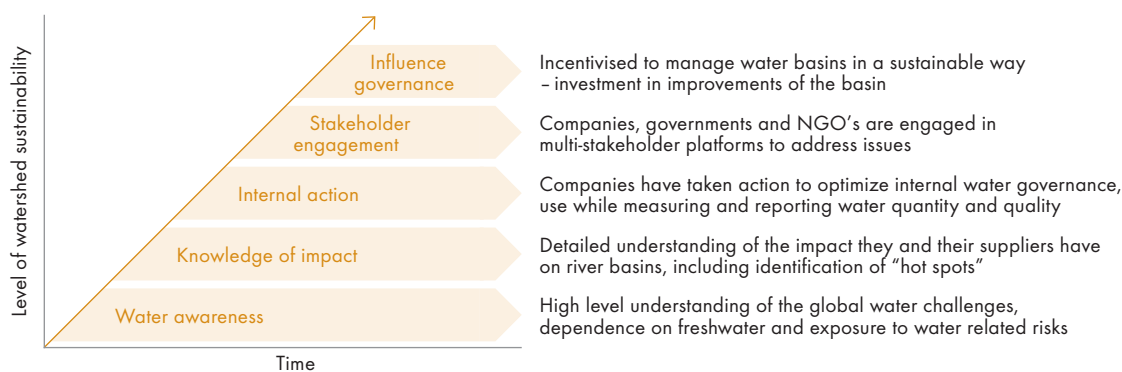 Level of watershed sustainability
Influence
governance
Incentivised to manage water basins in a sustainable way
– investment in improvements of the basin
Stakeholder
engagement
Companies, governments and NGO’s are engaged in
multi-stakeholder platforms to address issues
Internal action
Companies have taken action to optimize internal water governance,
use while measuring and reporting water quantity and quality
Knowledge of impact
Detailed understanding of the impact they and their suppliers have
on river basins, including identification of “hot spots”
Water awareness
High level understanding of the global water challenges,
dependence on freshwater and exposure to water related risks
Time